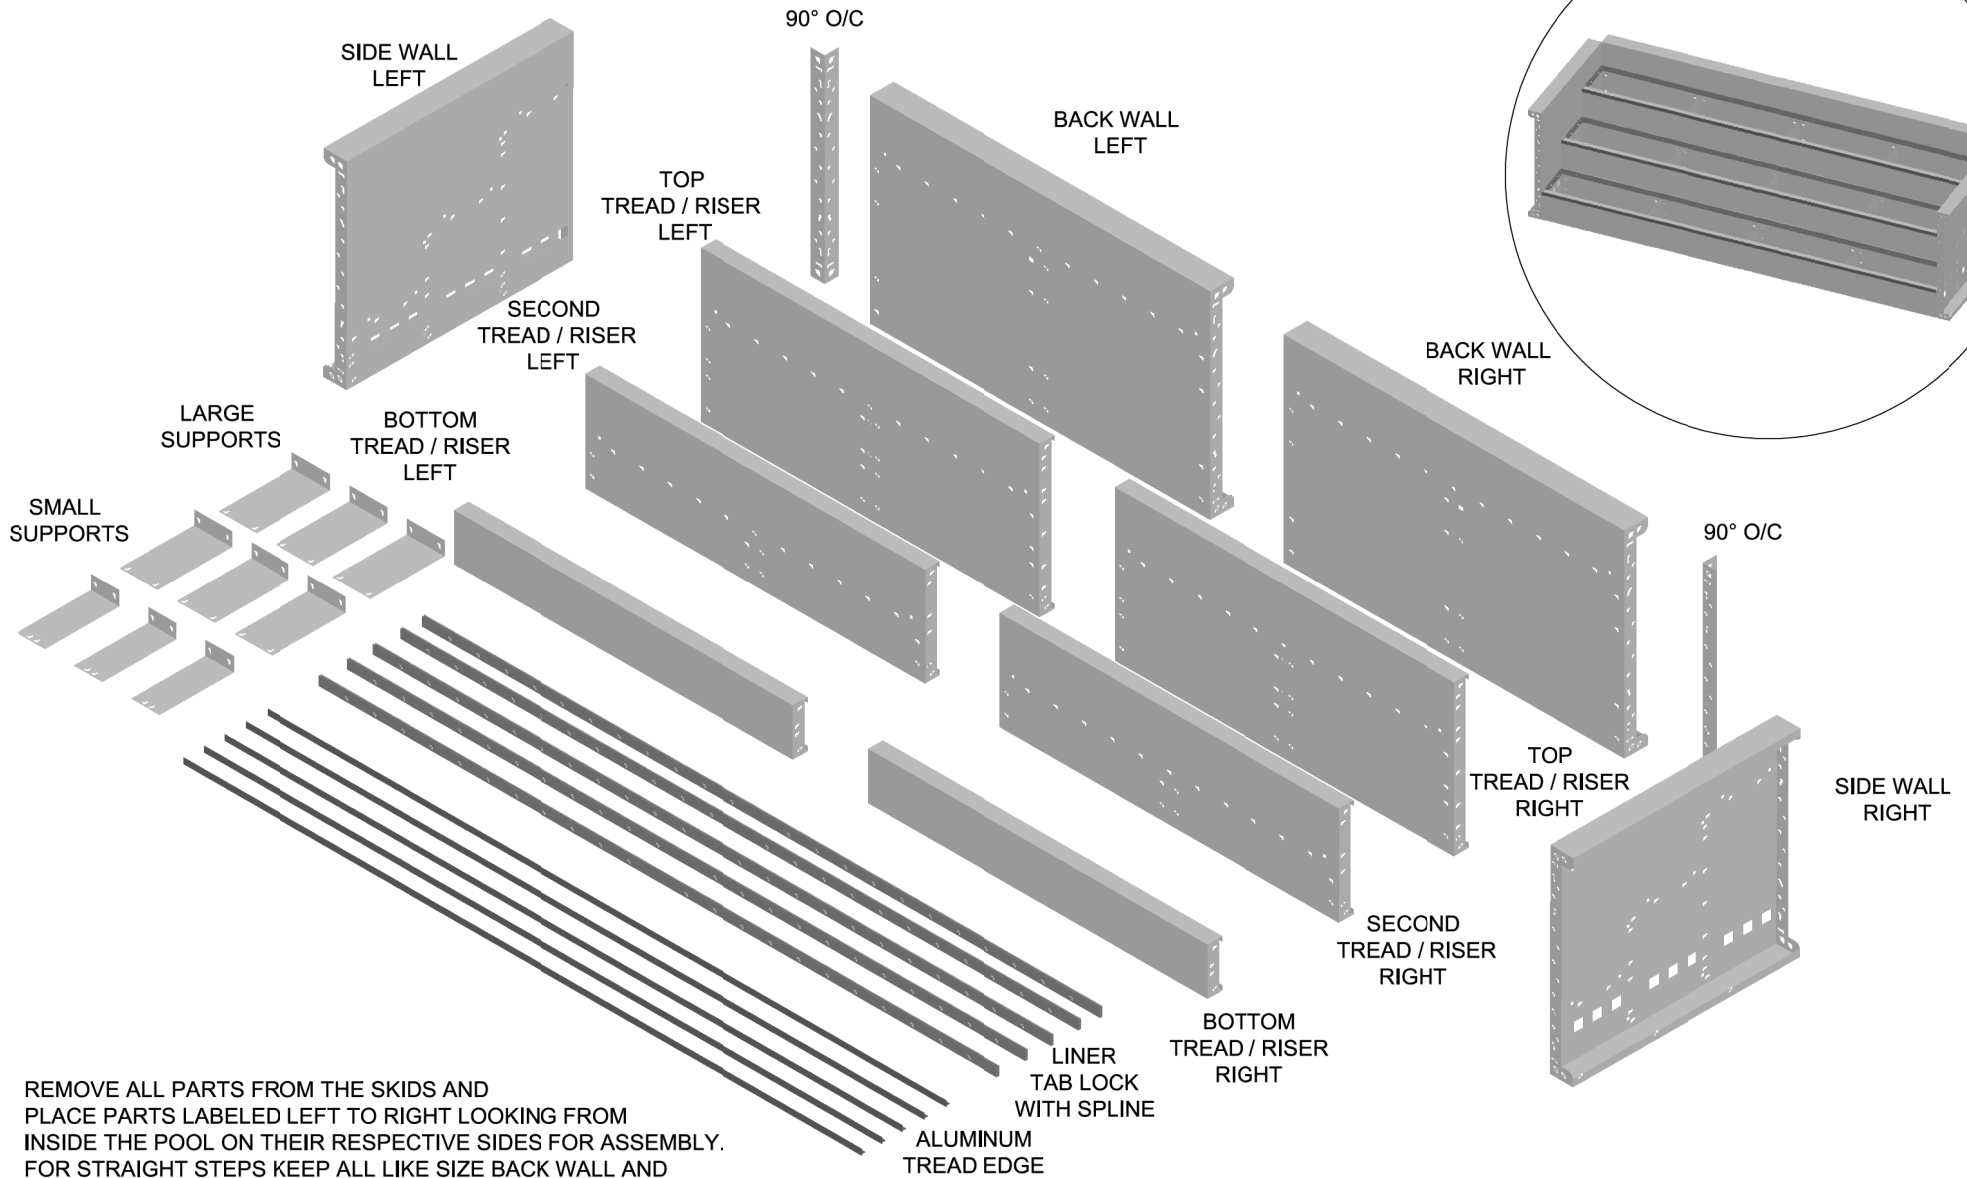 90° O/C
SIDE WALL
LEFT
BACK WALL
LEFT
TOP
TREAD / RISER
LEFT
SECOND
TREAD / RISER
LEFT
BACK WALL
RIGHT
LARGE
SUPPORTS
BOTTOM
TREAD / RISER
LEFT
SMALL
SUPPORTS
90° O/C
TOP
TREAD / RISER
RIGHT
SIDE WALL
RIGHT
SECOND
TREAD / RISER
RIGHT
BOTTOM
TREAD / RISER
RIGHT
LINER
TAB LOCK
WITH SPLINE
ALUMINUM
TREAD EDGE
REMOVE ALL PARTS FROM THE SKIDS AND
PLACE PARTS LABELED LEFT TO RIGHT LOOKING FROM
INSIDE THE POOL ON THEIR RESPECTIVE SIDES FOR ASSEMBLY.
FOR STRAIGHT STEPS KEEP ALL LIKE SIZE BACK WALL AND